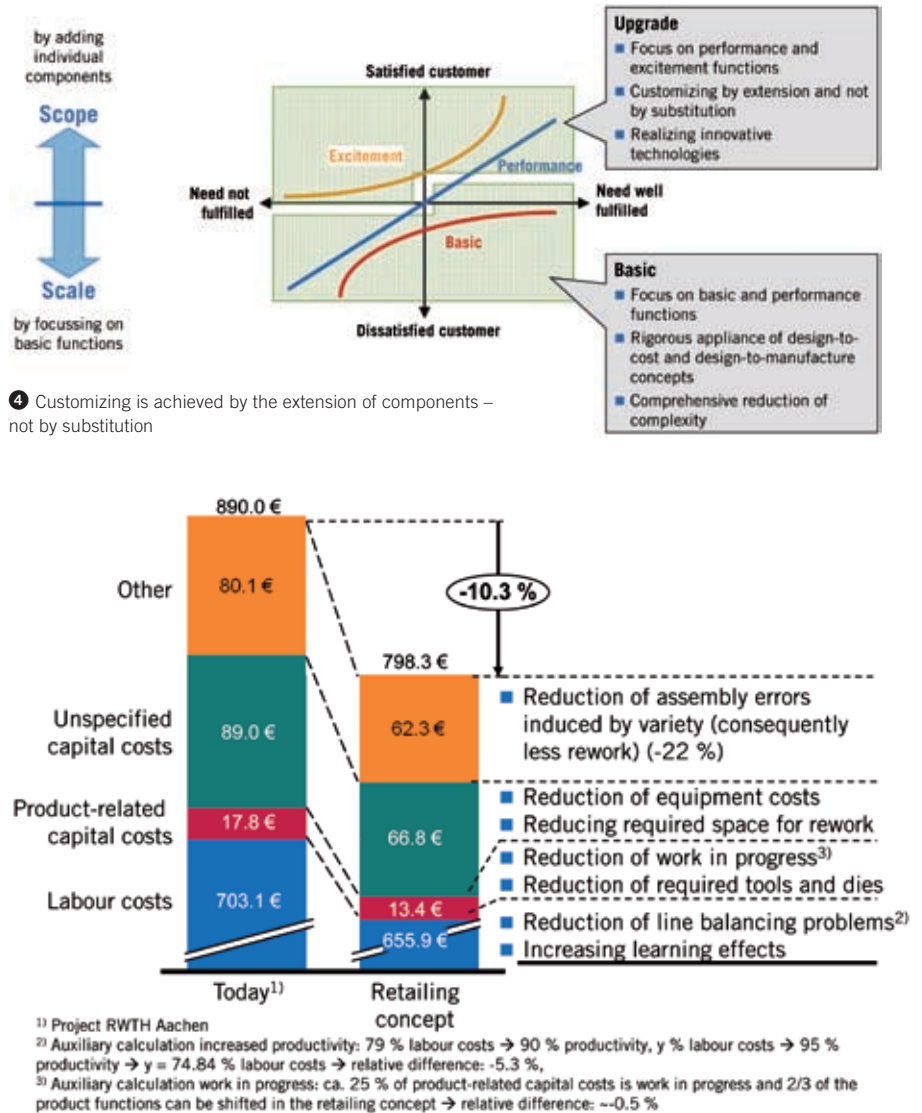 by adding
individual
components
Scope
Scale
by focussing on
basic functions
Satisfied customer
Excitement
Performance
Need not
fulfilled
Need well
fulfilled
Basic
Dissatisfied customer
Upgrade
■ Focus on performance and
excitement functions
■ Customizing by extension and not
by substitution
■ Realizing innovative
technologies
Basic
■ Focus on basic and performance
functions
■ Rigorous appliance of design-to-
cost and design-to-manufacture
concepts
■ Comprehensive reduction of
complexity
❹ Customizing is achieved by the extension of components –
not by substitution
890.0 €
Other
80.1 €
-10.3 %
798.3 €
Unspecified
capital costs
89.0 €
62.3 €
■ Reduction of assembly errors
induced by variety (consequently
less rework) (-22 %)
Product-related
capital costs
17.8 €
66.8 €
■ Reduction of equipment costs
■ Reducing required space for rework
13.4 €
■ Reduction of work in progress³⁾
■ Reduction of required tools and dies
Labour costs
703.1 €
655.9 €
■ Reduction of line balancing problems²⁾
■ Increasing learning effects
Today¹⁾
Retailing
concept
¹⁾ Project RWTH Aachen
²⁾ Auxiliary calculation increased productivity: 79 % labour costs → 90 % productivity, y % labour costs → 95 %
productivity → y = 74.84 % labour costs → relative difference: -5.3 %,
³⁾ Auxiliary calculation work in progress: ca. 25 % of product-related capital costs is work in progress and 2/3 of the
product functions can be shifted in the retailing concept → relative difference: ~-0.5 %